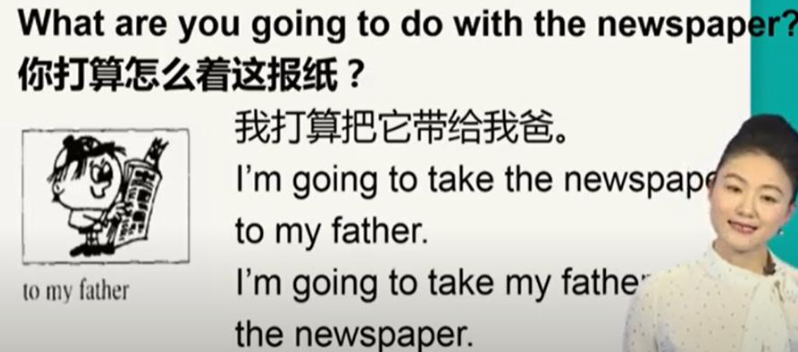 What are you going to do with the newspaper?
你打算怎么着这报纸？
我打算把它带给我爸。
I'm going to take the newspape
to my father.
I'm going to take my father
the newspaper.
to my father